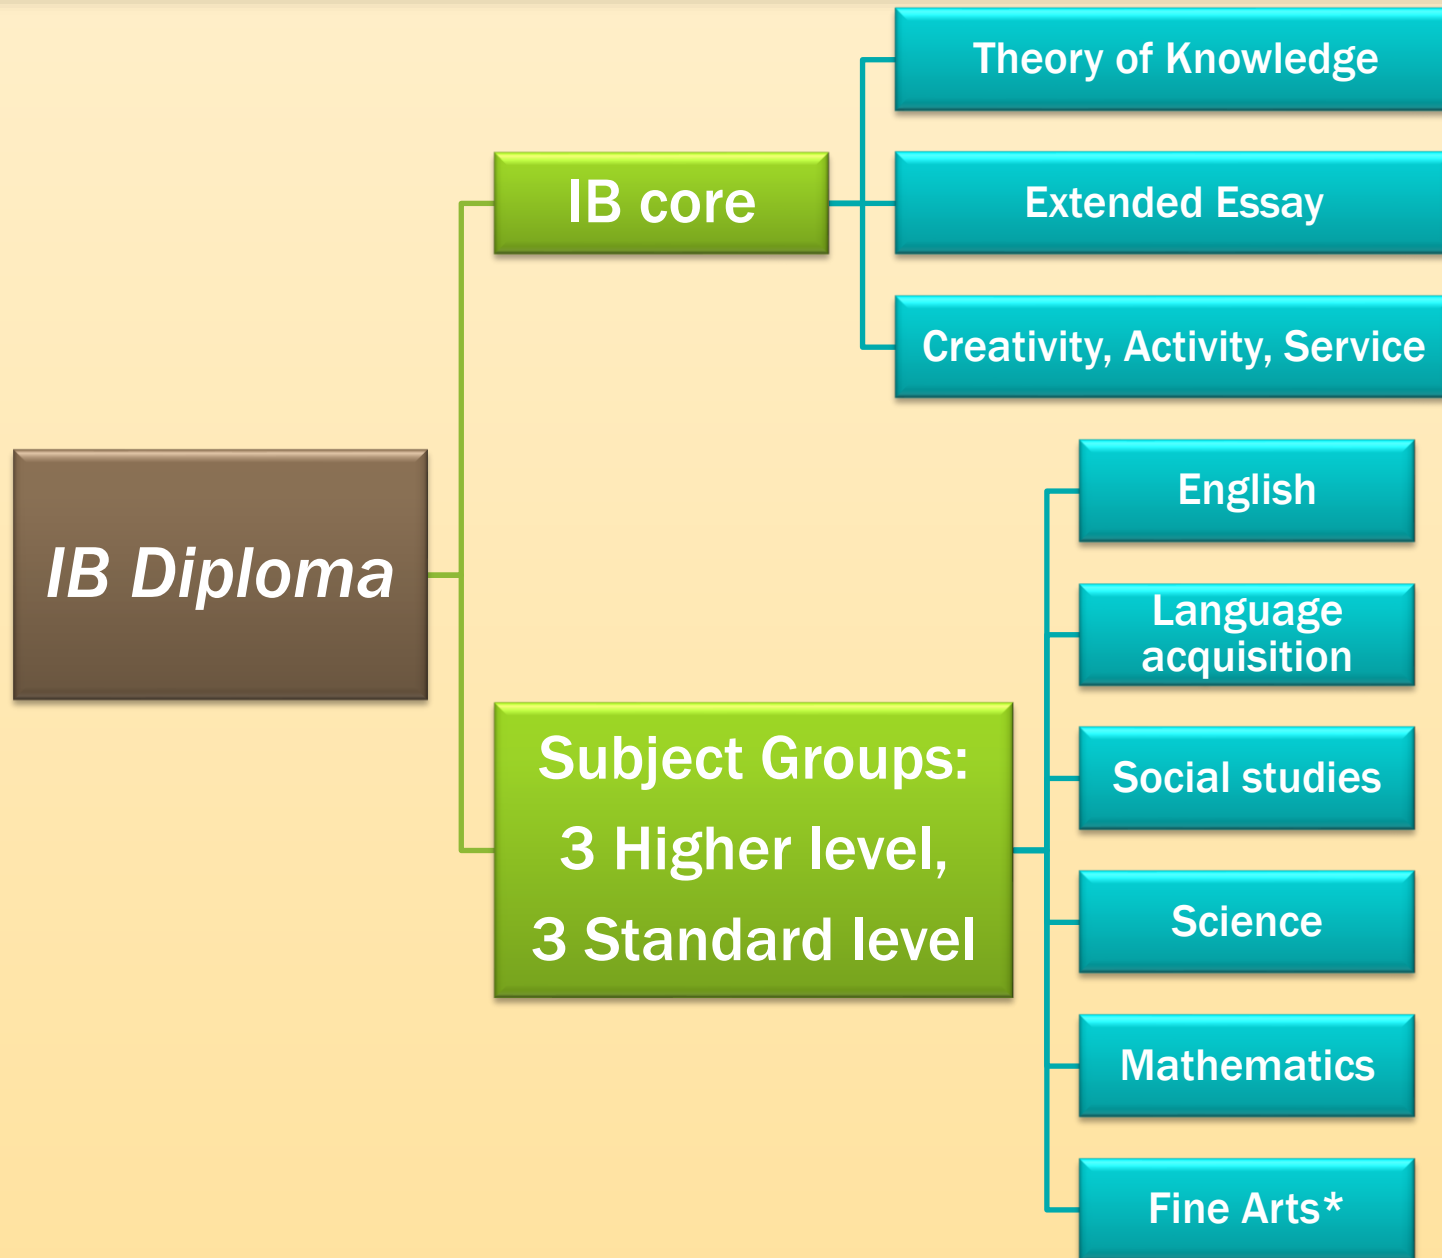 IB Diploma
IB core
Theory of Knowledge
Extended Essay
Creativity, Activity, Service
Subject Groups:
3 Higher level,
3 Standard level
English
Language
acquisition
Social studies
Science
Mathematics
Fine Arts*